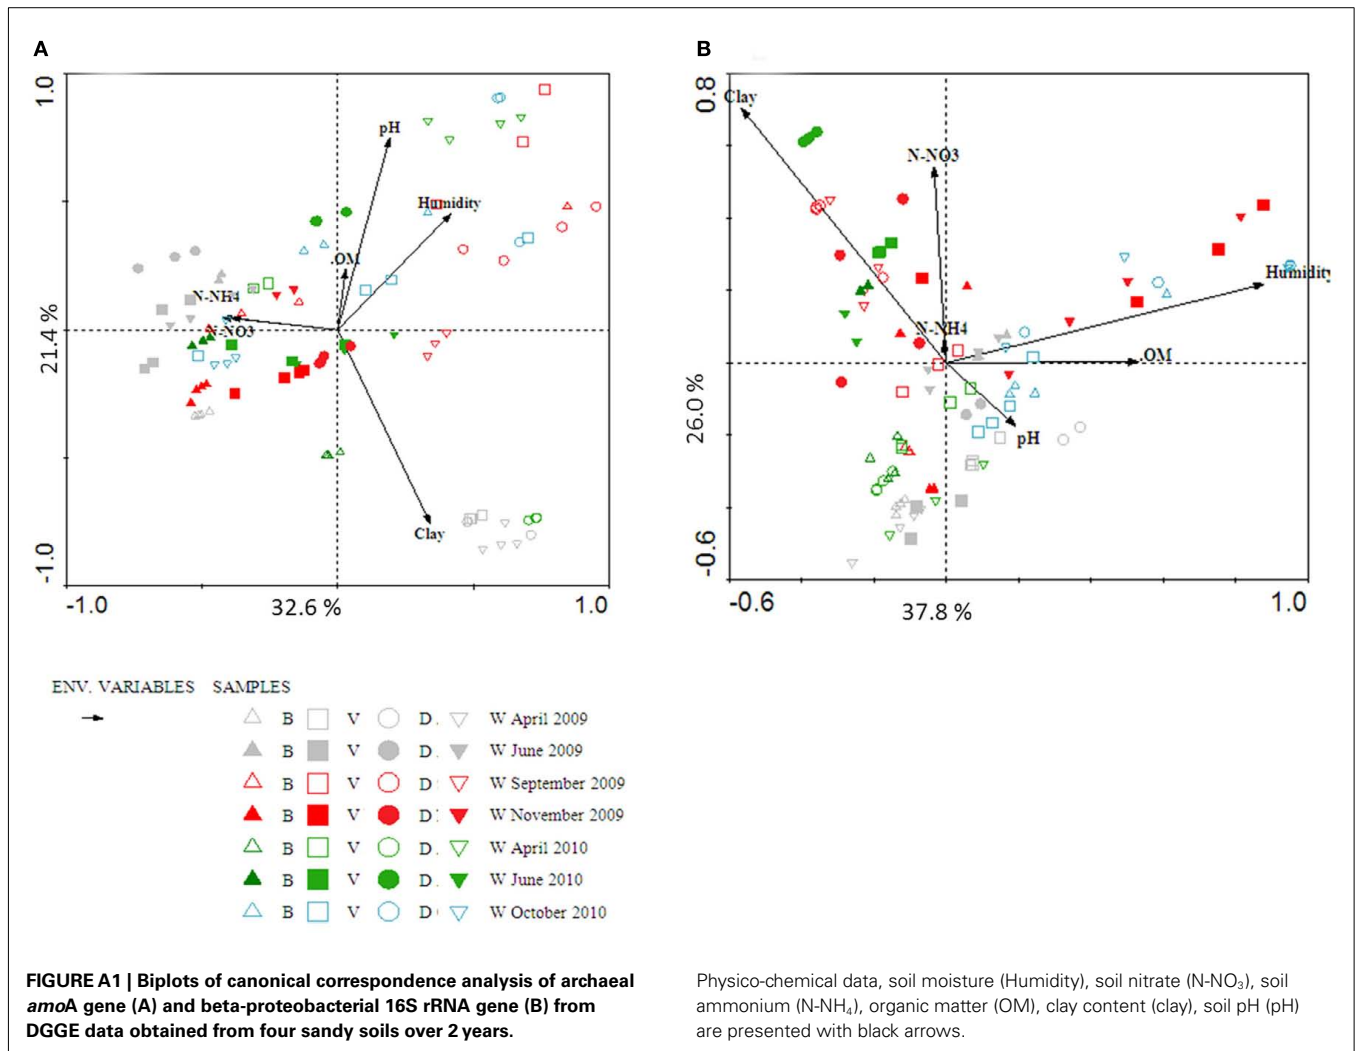 A
B
1.0
21.4 %
-1.0
pH
Humidity
.OM
N-NH4
N-NO3
Clay
-1.0
32.6 %
1.0
0.8
26.0 %
-0.6
Clay
N-NO3
Humidity
N-NH4
.OM
pH
-0.6
37.8 %
1.0
ENV. VARIABLES SAMPLES
B V D . W April 2009
B V D . W June 2009
B V D W September 2009
B V D W November 2009
B V D . W April 2010
B V D . W June 2010
B V D W October 2010
FIGURE A1 | Biplots of canonical correspondence analysis of archaeal
amoA gene (A) and beta-proteobacterial 16S rRNA gene (B) from
DGGE data obtained from four sandy soils over 2 years.
Physico-chemical data, soil moisture (Humidity), soil nitrate (N-NO₃), soil
ammonium (N-NH₄), organic matter (OM), clay content (clay), soil pH (pH)
are presented with black arrows.